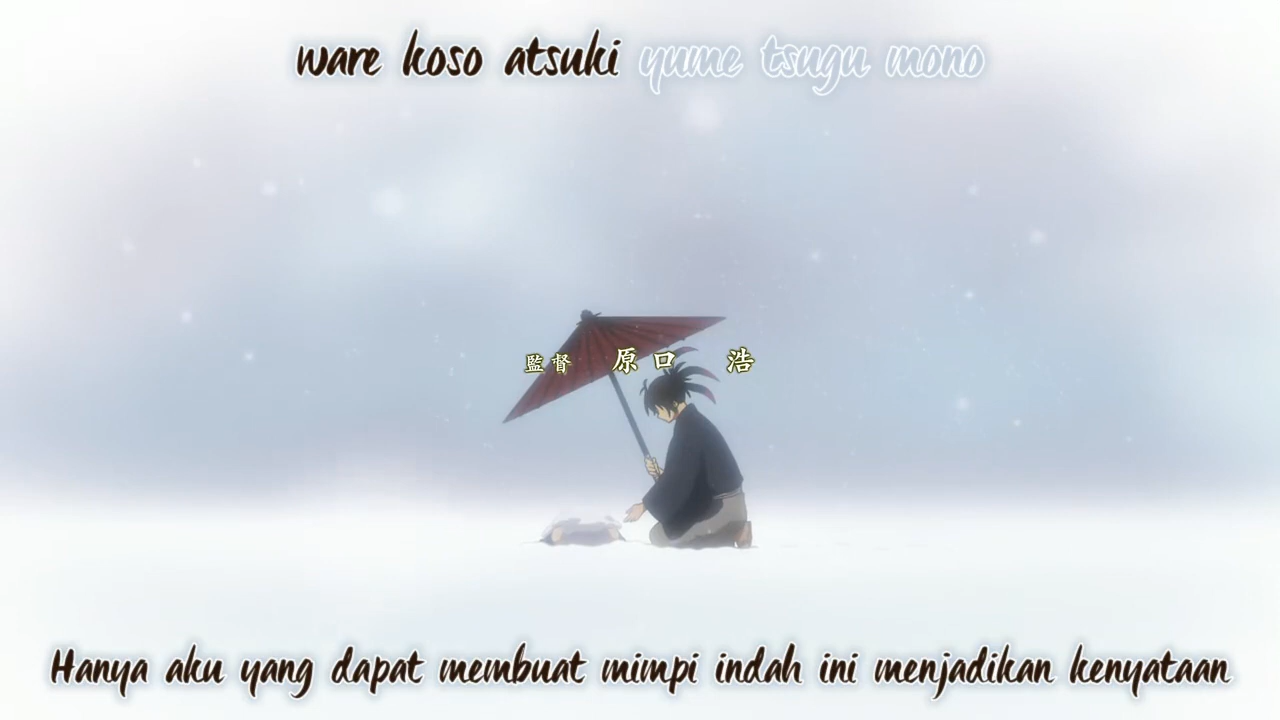 ware koso atsuki yume tsugu mono
監督 原口 浩
Hanya aku yang dapat membuat mimpi indah ini menjadikan kenyataan